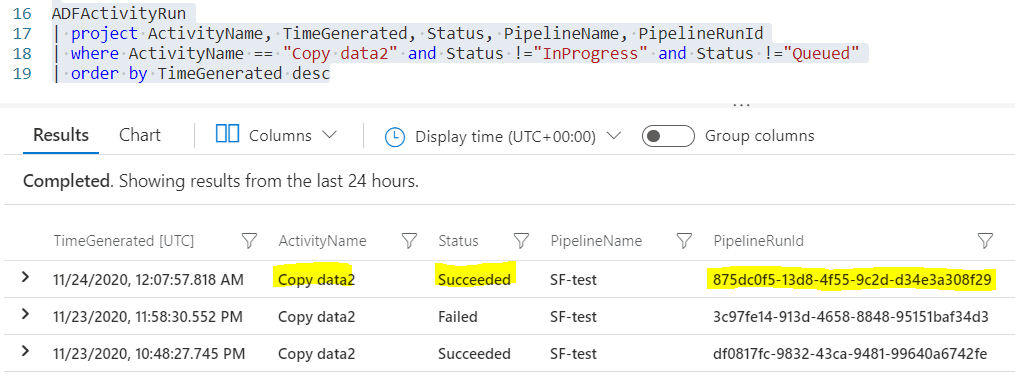 16 ADFActivityRun
17 | project ActivityName, TimeGenerated, Status, PipelineName, PipelineRunId
18 | where ActivityName == "Copy data2" and Status !="InProgress" and Status !="Queued"
19 | order by TimeGenerated desc
...
Results Chart Columns Display time (UTC+00:00) Group columns
Completed. Showing results from the last 24 hours.
TimeGenerated [UTC] ActivityName Status PipelineName PipelineRunId
11/24/2020, 12:07:57.818 AM Copy data2 Succeeded SF-test 875dc0f5-13d8-4f55-9c2d-d34e3a308f29
11/23/2020, 11:58:30.552 PM Copy data2 Failed SF-test 3c97fe14-913d-4658-8848-95151baf34d3
11/23/2020, 10:48:27.745 PM Copy data2 Succeeded SF-test df0817fc-9832-43ca-9481-99640a6742fe